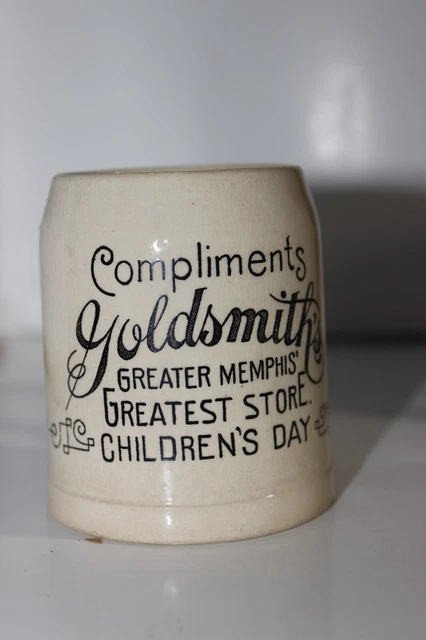 Compliments
Goldsmith's
GREATER MEMPHIS'
GREATEST STORE.
CHILDREN'S DAY